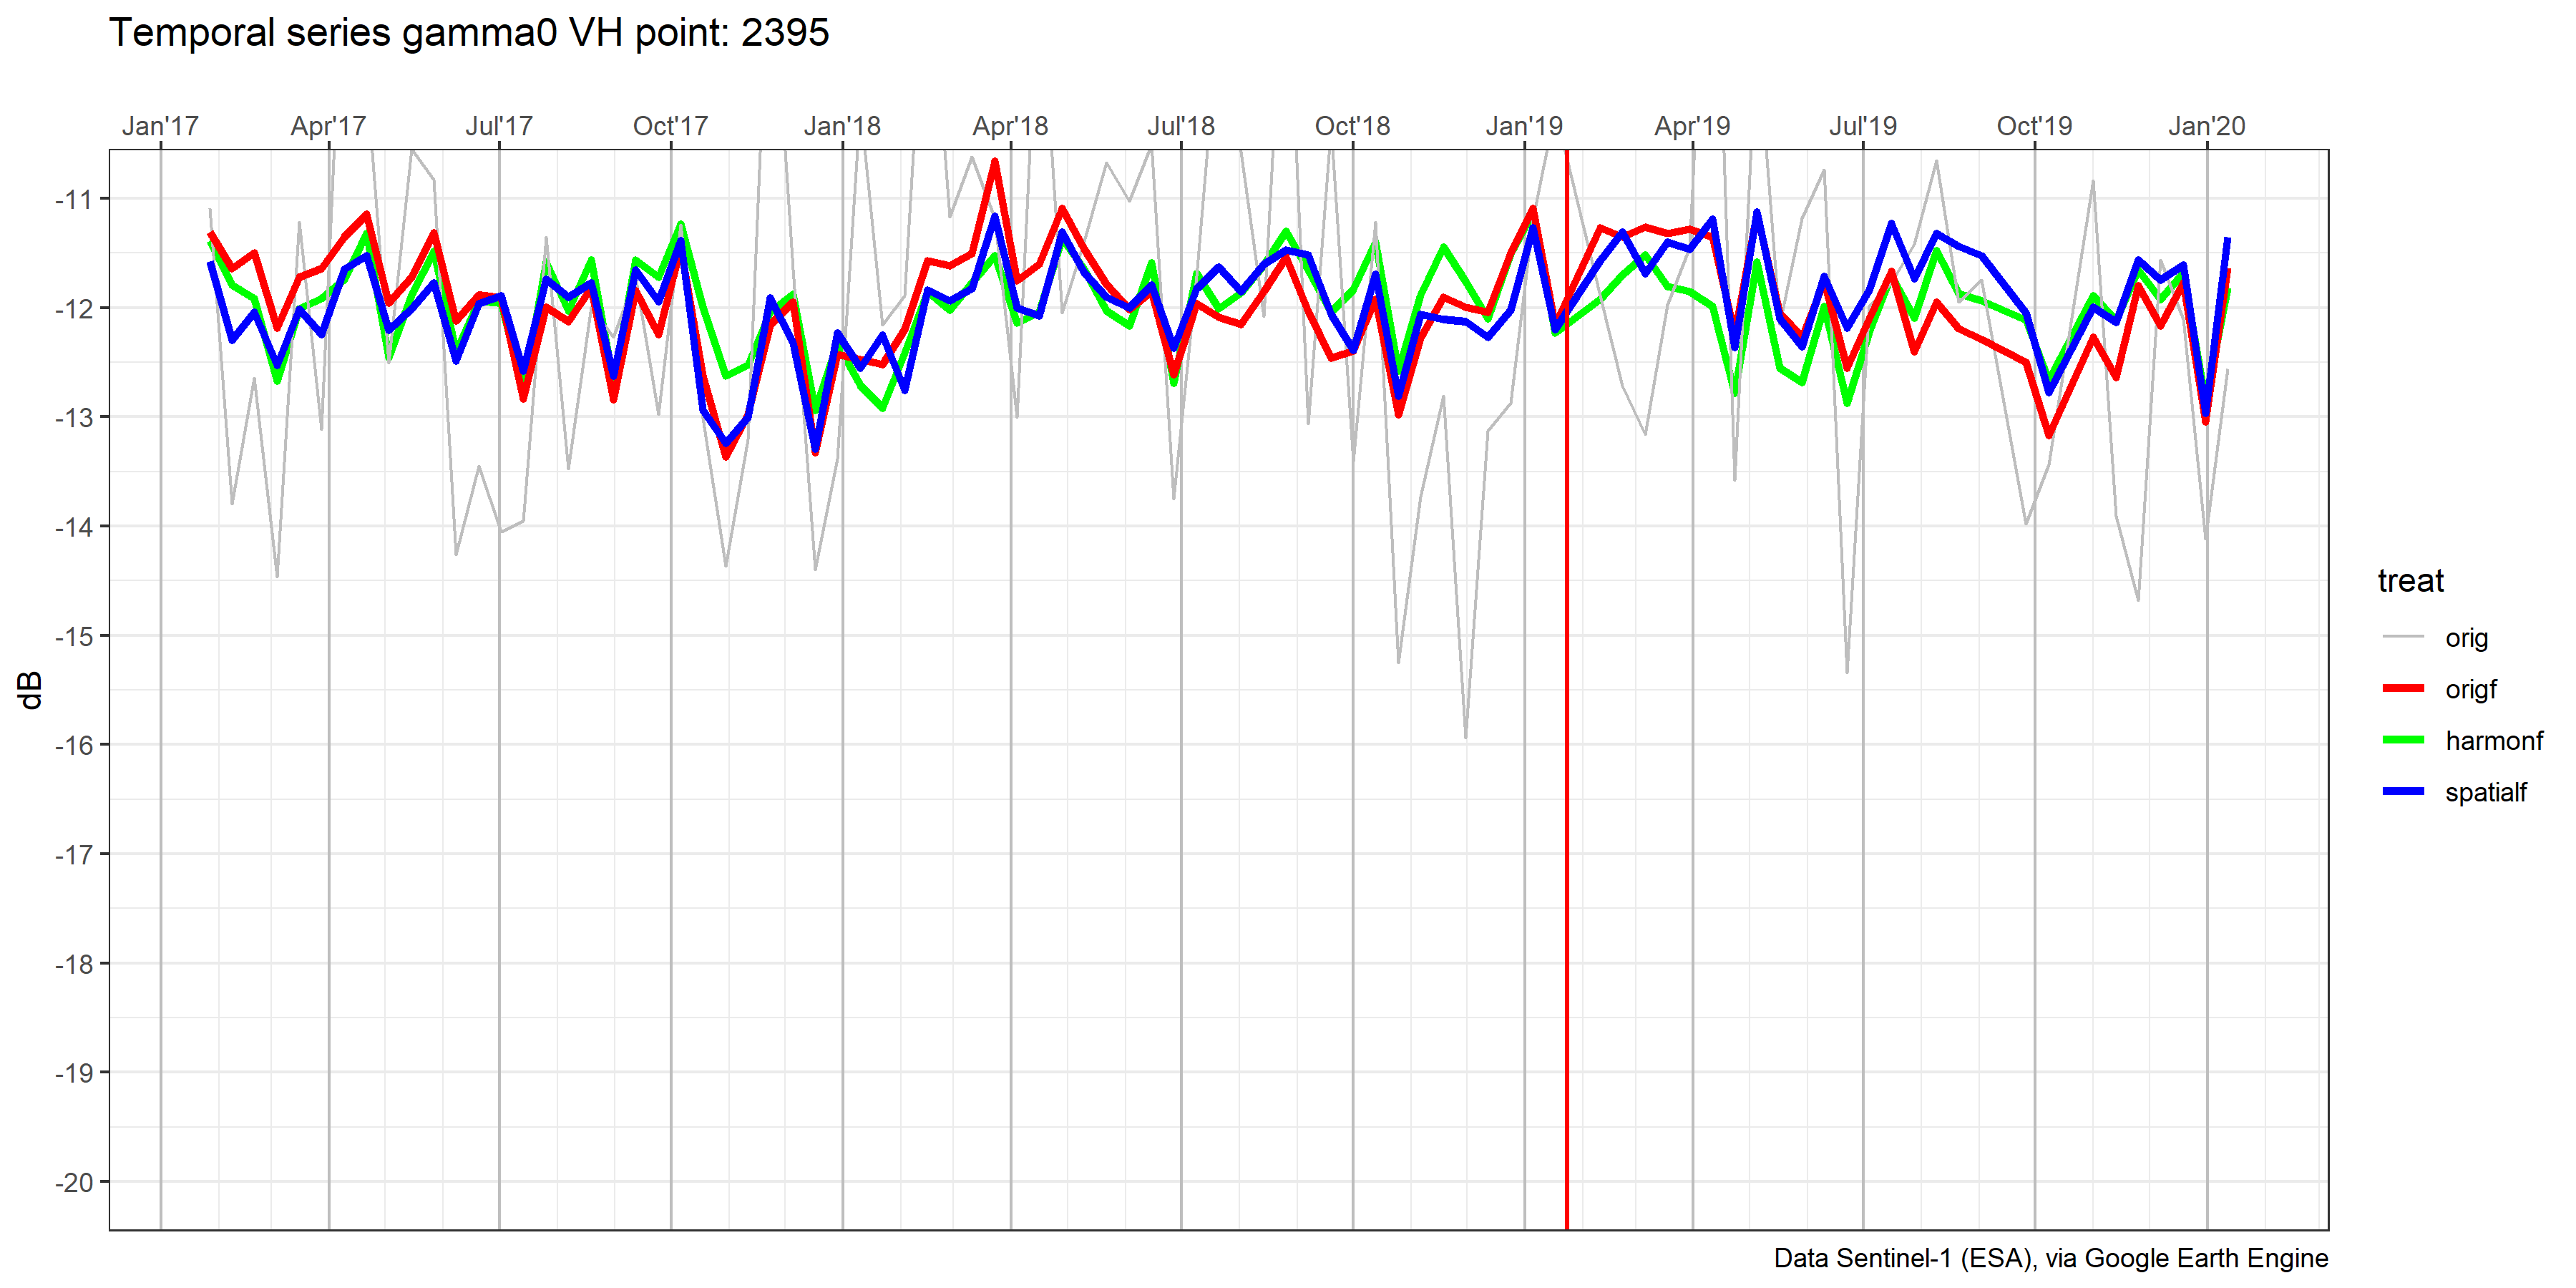 Temporal series gamma0 VH point: 2395
Jan'17 Apr'17 Jul'17 Oct'17 Jan'18 Apr'18 Jul'18 Oct'18 Jan'19 Apr'19 Jul'19 Oct'19 Jan'20
-11
-12
-13
-14
-15
-16
-17
-18
-19
-20
dB
treat
orig
origf
harmonf
spatialf
Data Sentinel-1 (ESA), via Google Earth Engine